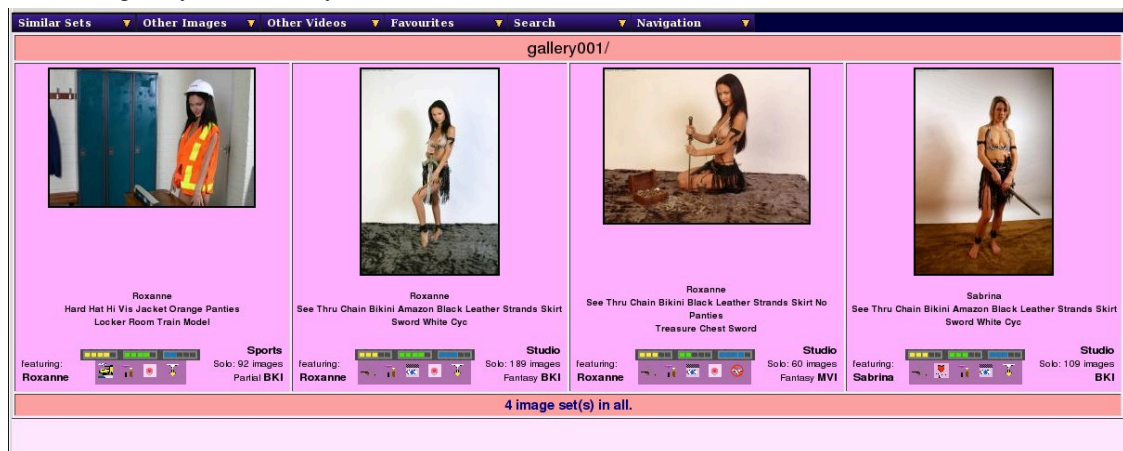 Similar Sets Other Images Other Videos Favourites Search Navigation
gallery001/
Roxanne
Hard Hat Hi Vis Jacket Orange Panties
Locker Room Train Model
featuring:
Roxanne
Sports
Solo: 92 images
Partial BKI
Roxanne
See Thru Chain Bikini Amazon Black Leather Strands Skirt
Sword White Cyc
featuring:
Roxanne
Studio
Solo: 189 images
Fantasy BKI
Roxanne
See Thru Chain Bikini Black Leather Strands Skirt No
Panties
Treasure Chest Sword
featuring:
Roxanne
Studio
Solo: 60 images
Fantasy MVI
Sabrina
See Thru Chain Bikini Amazon Black Leather Strands Skirt
Sword White Cyc
featuring:
Sabrina
Studio
Solo: 109 images
BKI
4 image set(s) in all.